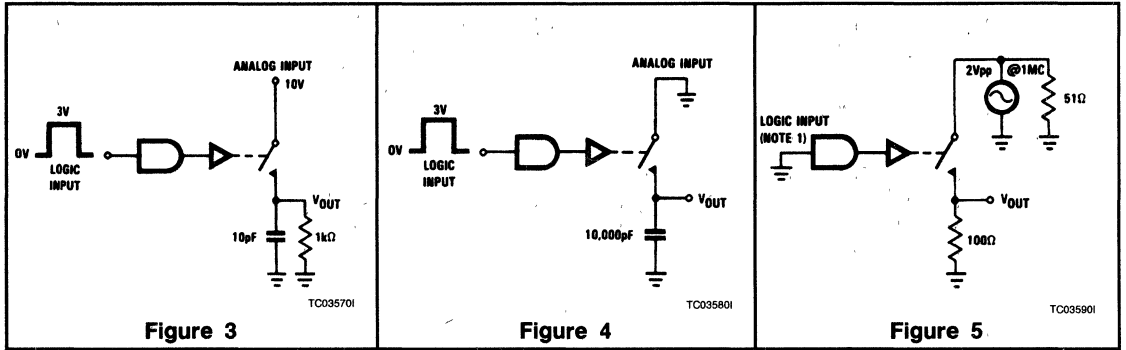 ANALOG INPUT
10V
3V
0V
LOGIC
INPUT
VOUT
10pF
1kΩ
TC03570I
Figure 3
ANALOG INPUT
3V
0V
LOGIC
INPUT
VOUT
10,000pF
TC03580I
Figure 4
2Vpp @1MC
51Ω
LOGIC INPUT
(NOTE 1)
VOUT
100Ω
TC03590I
Figure 5